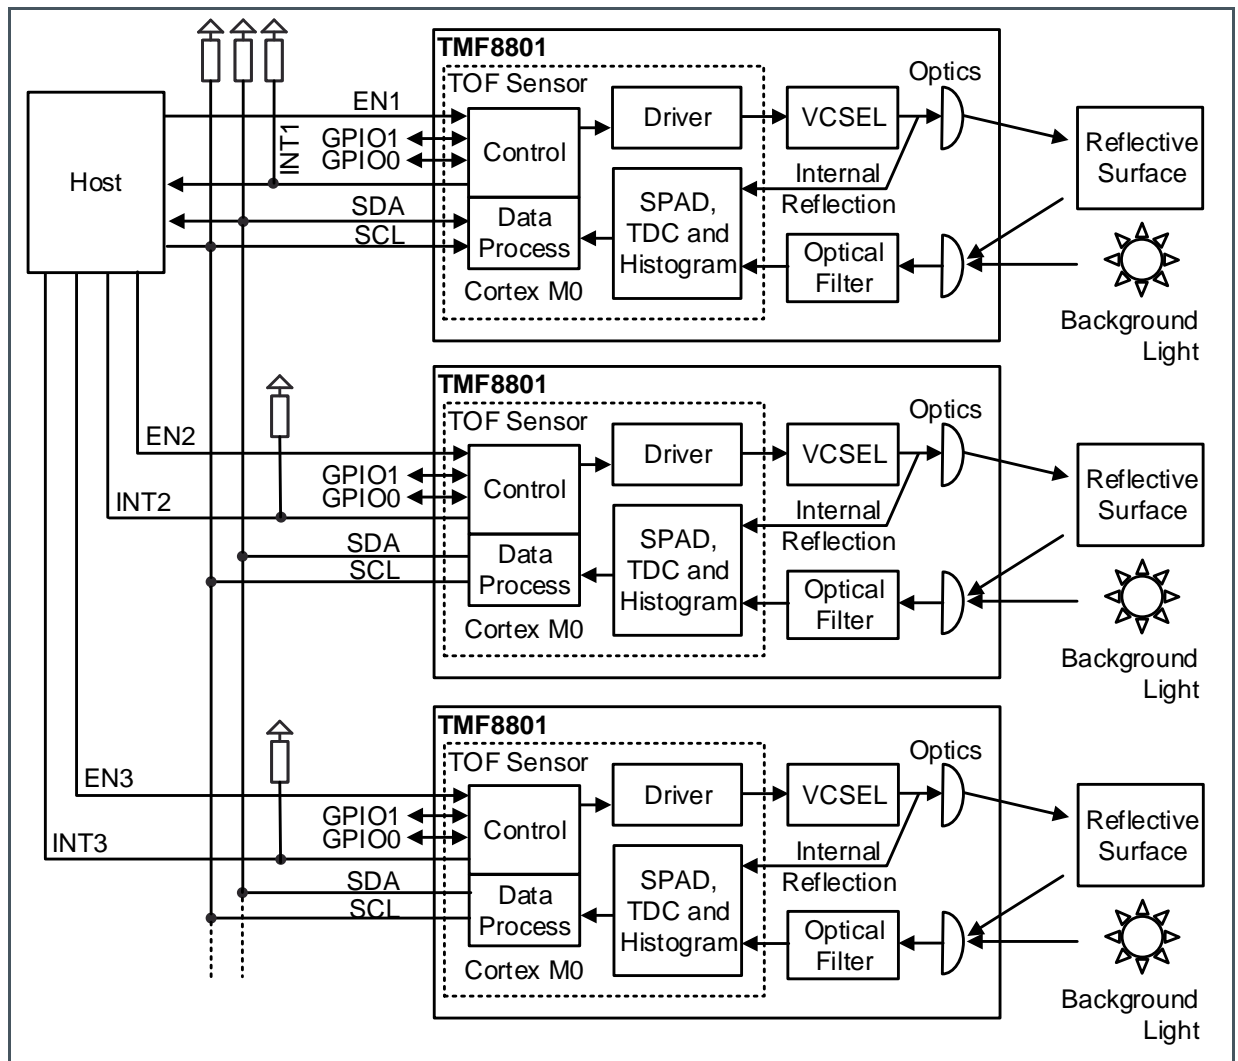 TMF8801
TOF Sensor
Optics
EN1
Driver
VCSEL
Reflective
Surface
GPIO1
GPIO0
INT1
Control
Host
Internal
Reflection
SDA
SCL
Data
Process
SPAD,
TDC and
Histogram
Optical
Filter
Cortex M0
Background
Light
TMF8801
TOF Sensor
Optics
EN2
Driver
VCSEL
Reflective
Surface
GPIO1
GPIO0
INT2
Control
Internal
Reflection
SDA
SCL
Data
Process
SPAD,
TDC and
Histogram
Optical
Filter
Cortex M0
Background
Light
TMF8801
TOF Sensor
Optics
EN3
Driver
VCSEL
Reflective
Surface
GPIO1
GPIO0
INT3
Control
Internal
Reflection
SDA
SCL
Data
Process
SPAD,
TDC and
Histogram
Optical
Filter
Cortex M0
Background
Light